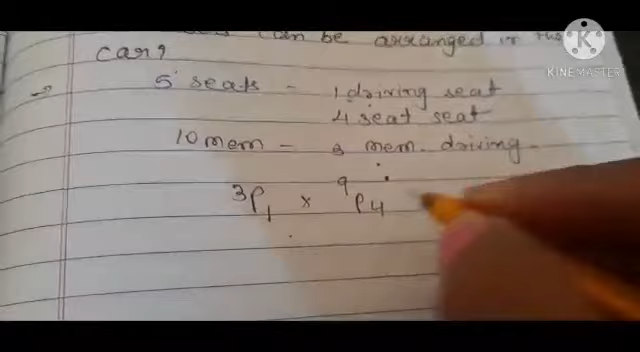 can be arranged in this
car?
→ 5 seats - 1 driving seat
4 seat seat
10 mem - 3 mem. driving
³P₁ × ⁹P₄
KINEMASTER